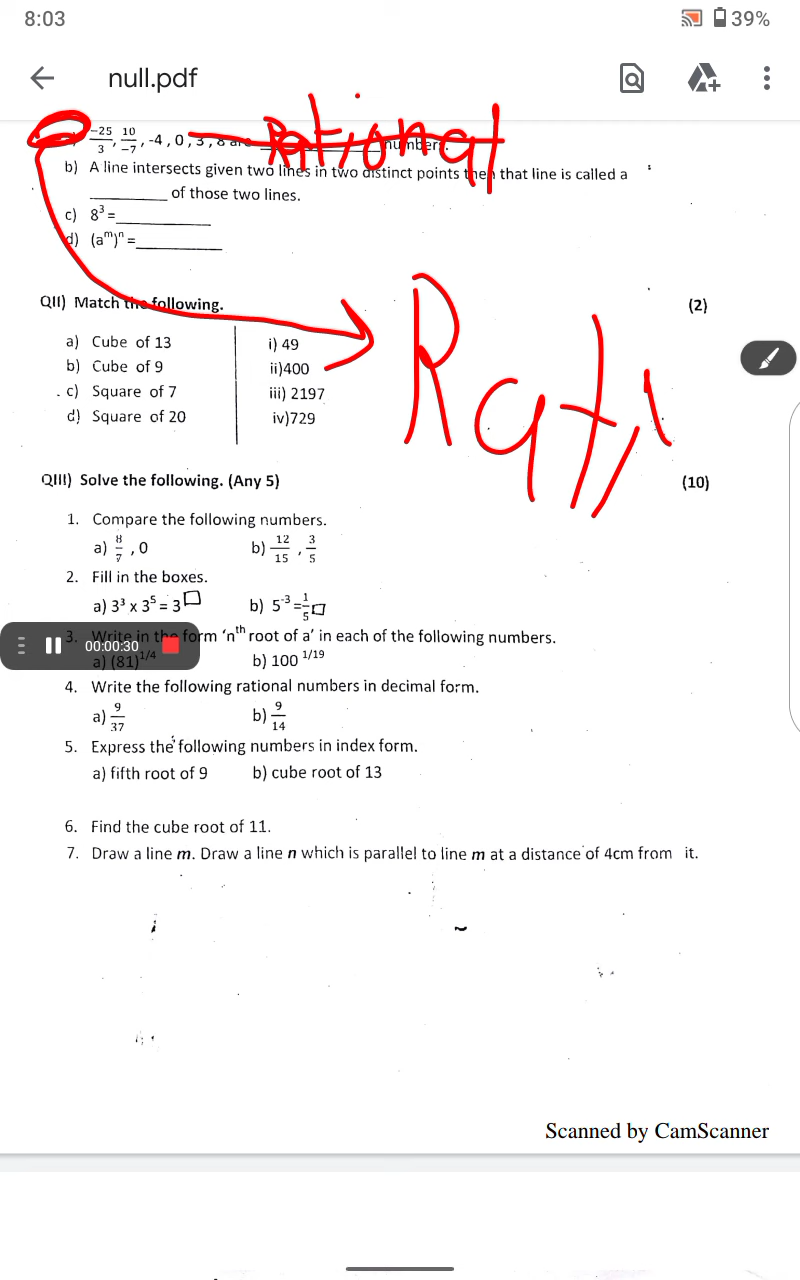 8:03 39%
null.pdf
Rational
-25/3, 10/-7, -4, 0, 3, 8 are numbers.
b) A line intersects given two lines in two distinct points then that line is called a
________ of those two lines.
c) 8³ = ________
d) (aᵐ)ⁿ = ________
QII) Match the following. (2)
a) Cube of 13 i) 49
b) Cube of 9 ii)400
c) Square of 7 iii) 2197
d) Square of 20 iv)729
Rati
QIII) Solve the following. (Any 5) (10)
1. Compare the following numbers.
a) 8/7 , 0 b) 12/15 , 3/5
2. Fill in the boxes.
a) 3³ x 3⁵ = 3□ b) 5⁻³ = 1/5□
3. Write in the form ‘nᵗʰ root of a’ in each of the following numbers.
00:00:30
a) (81)^1/4 b) 100 ^1/19
4. Write the following rational numbers in decimal form.
a) 9/37 b) 9/14
5. Express the following numbers in index form.
a) fifth root of 9 b) cube root of 13
6. Find the cube root of 11.
7. Draw a line m. Draw a line n which is parallel to line m at a distance of 4cm from it.
Scanned by CamScanner